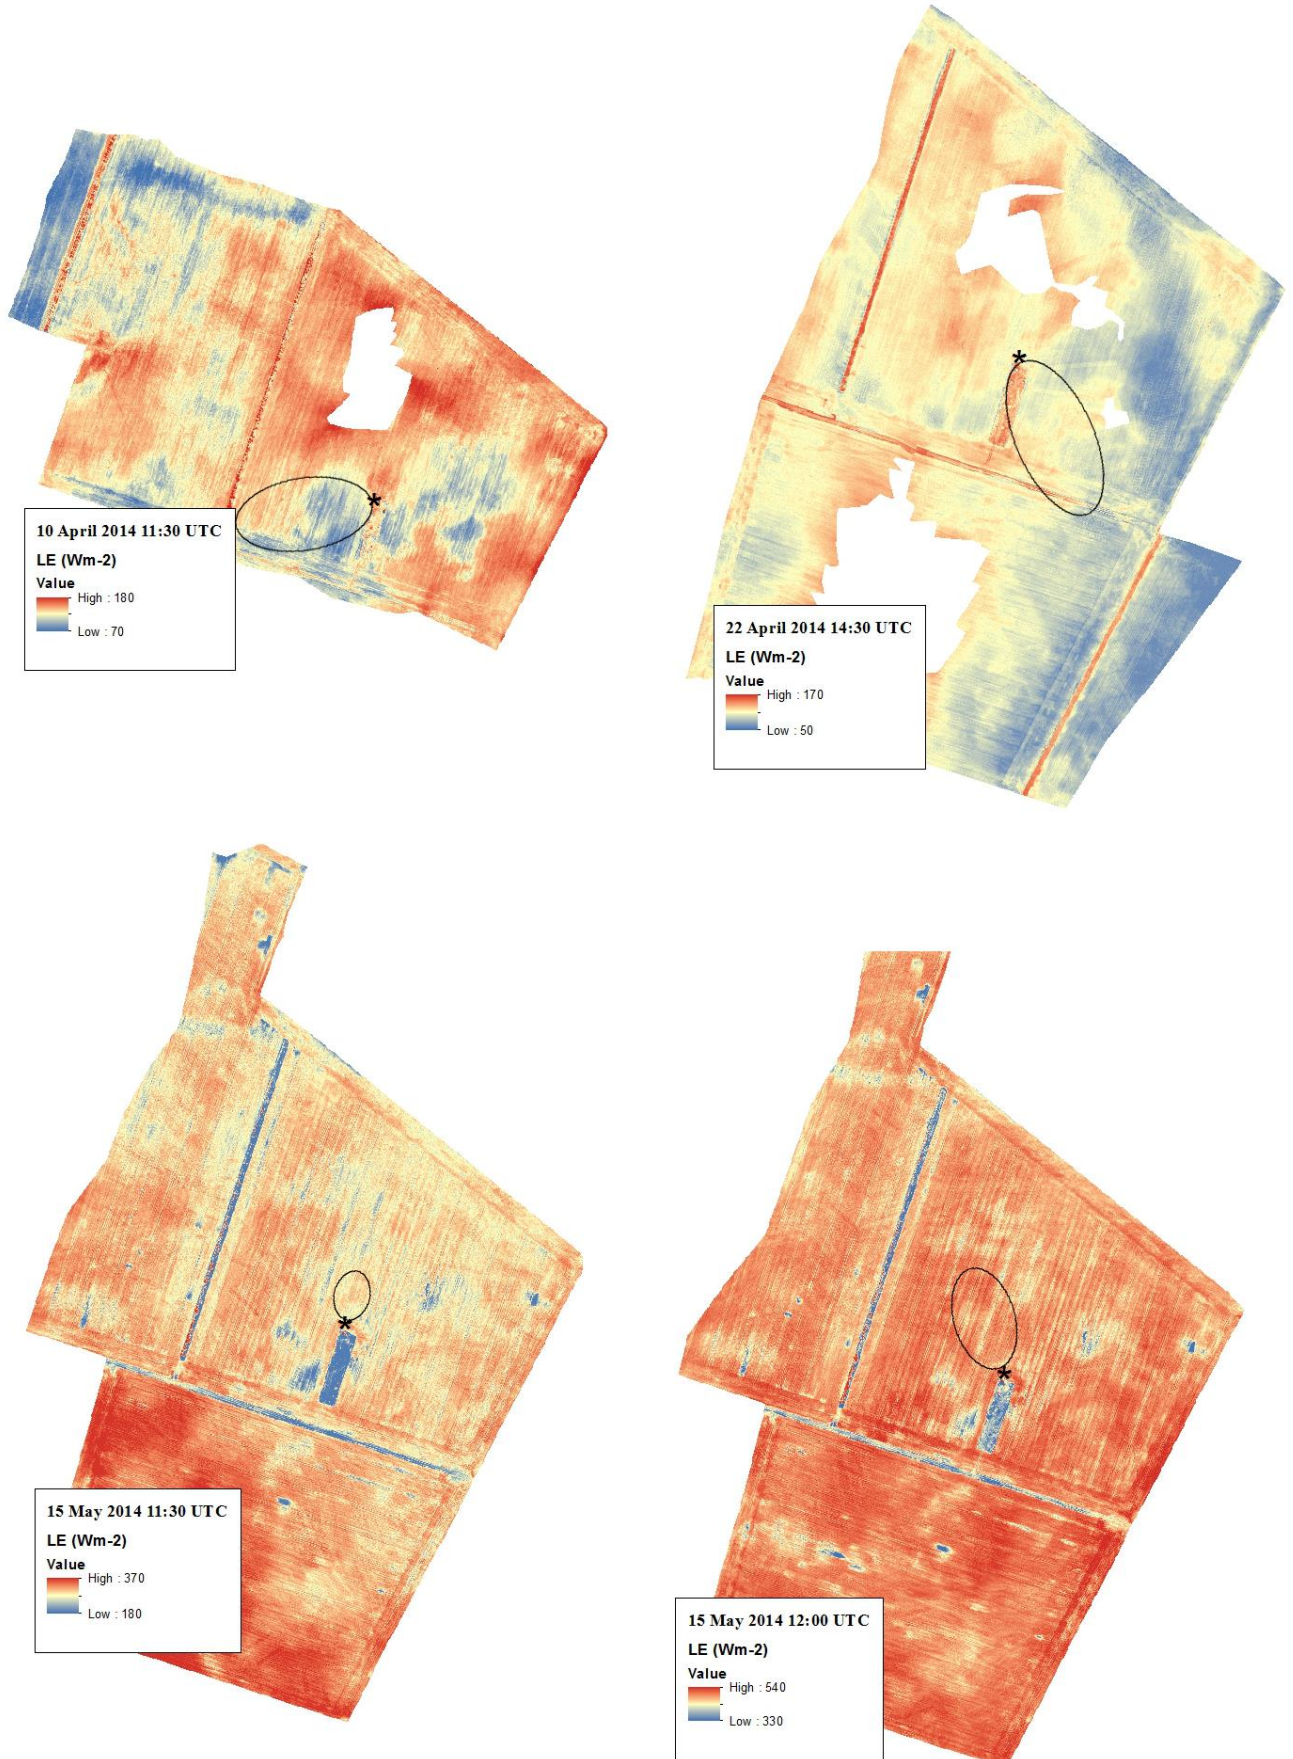 10 April 2014 11:30 UTC
LE (Wm-2)
Value
High : 180
Low : 70
22 April 2014 14:30 UTC
LE (Wm-2)
Value
High : 170
Low : 50
15 May 2014 11:30 UTC
LE (Wm-2)
Value
High : 370
Low : 180
15 May 2014 12:00 UTC
LE (Wm-2)
Value
High : 540
Low : 330